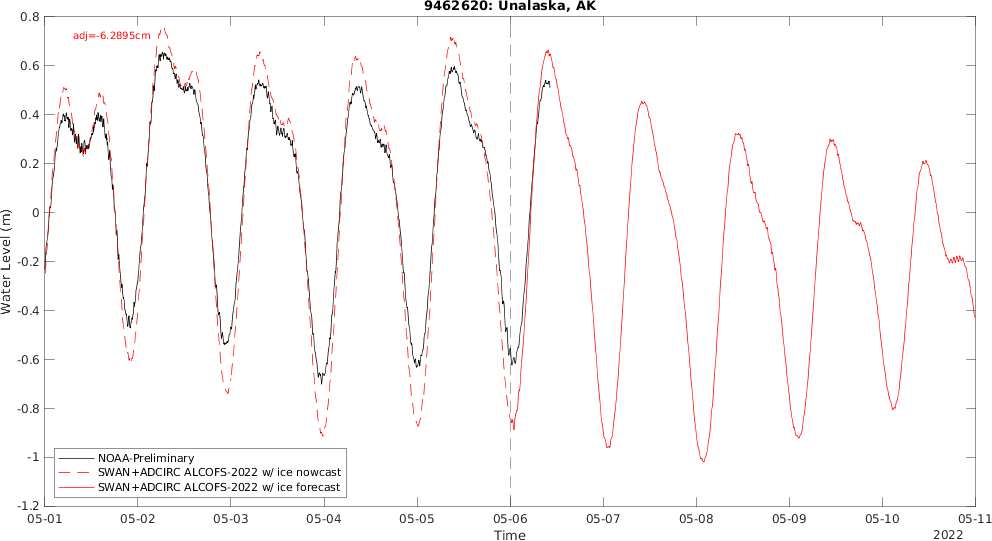 9462620: Unalaska, AK
adj=-6.2895cm
Water Level (m)
0.8
0.6
0.4
0.2
0
-0.2
-0.4
-0.6
-0.8
-1
-1.2
NOAA-Preliminary
SWAN+ADCIRC ALCOFS-2022 w/ ice nowcast
SWAN+ADCIRC ALCOFS-2022 w/ ice forecast
05-01 05-02 05-03 05-04 05-05 05-06 05-07 05-08 05-09 05-10 05-11
Time
2022